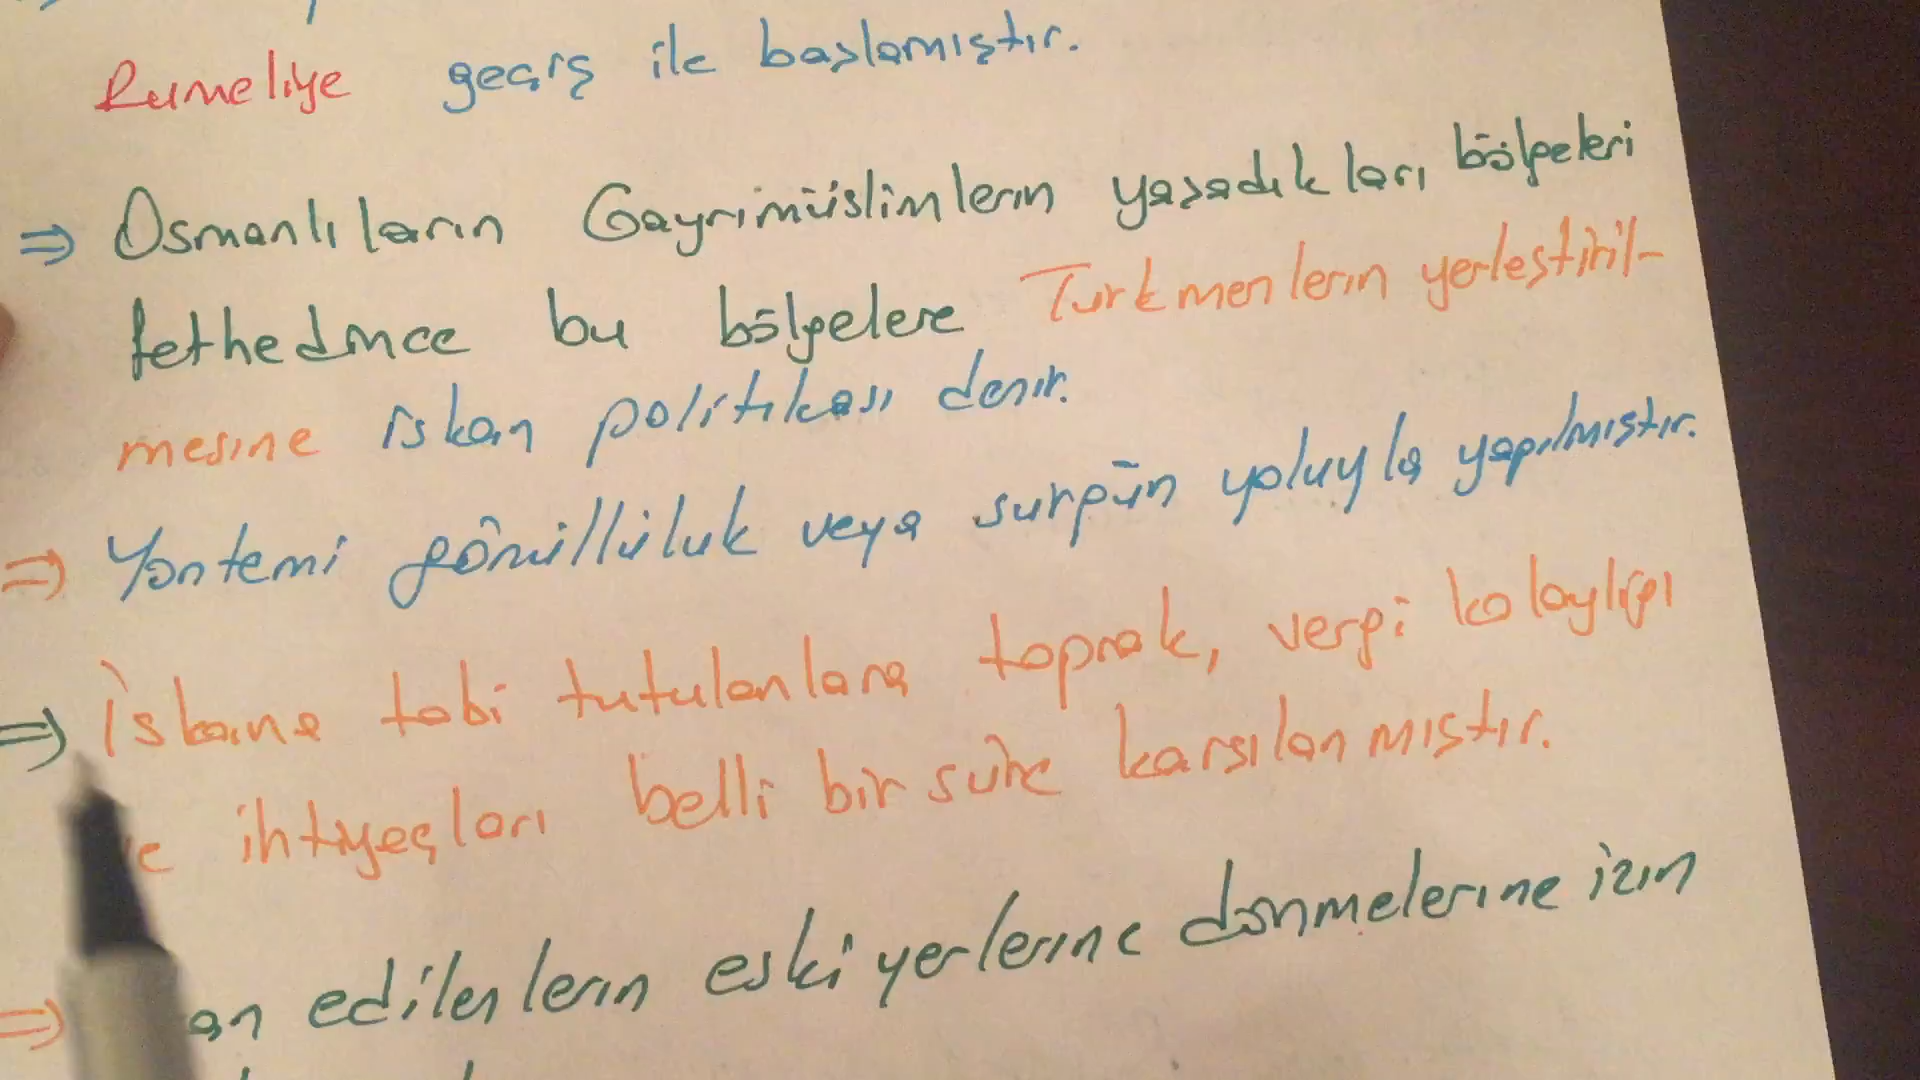 Rumeliye geçiş ile başlamıştır.
⇒ Osmanlıların Gayrimüslimlerin yaşadıkları bölgeleri
fethedince bu bölgelere Türkmenlerin yerleştiril-
mesine iskan politikası denir.
⇒ Yöntemi gönüllülük veya sürgün yoluyla yapılmıştır.
⇒ İskana tabi tutulanlara toprak, vergi kolaylığı
ihtiyaçları belli bir süre karşılanmıştır.
⇒ edilenlerin eski yerlerine dönmelerine izin